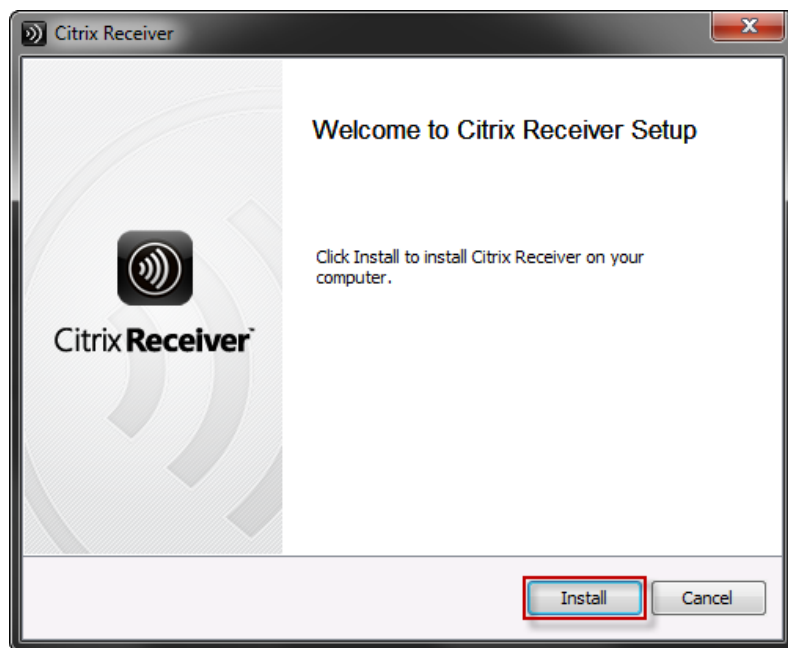 Citrix Receiver
Welcome to Citrix Receiver Setup
Click Install to install Citrix Receiver on your
computer.
Citrix Receiver™
Install
Cancel